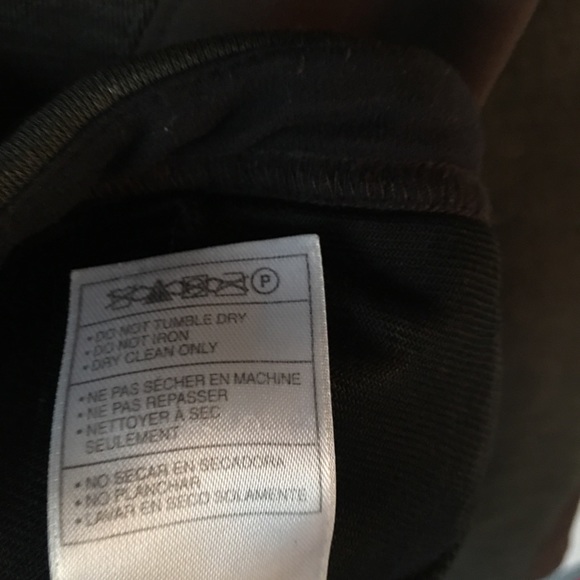 P
• DO NOT TUMBLE DRY
• DO NOT IRON
• DRY CLEAN ONLY
• NE PAS SÉCHER EN MACHINE
• NE PAS REPASSER
• NETTOYER À SEC
SEULEMENT
• NO SECAR EN SECADORA
• NO PLANCHAR
• LAVAR EN SECO SOLAMENTE